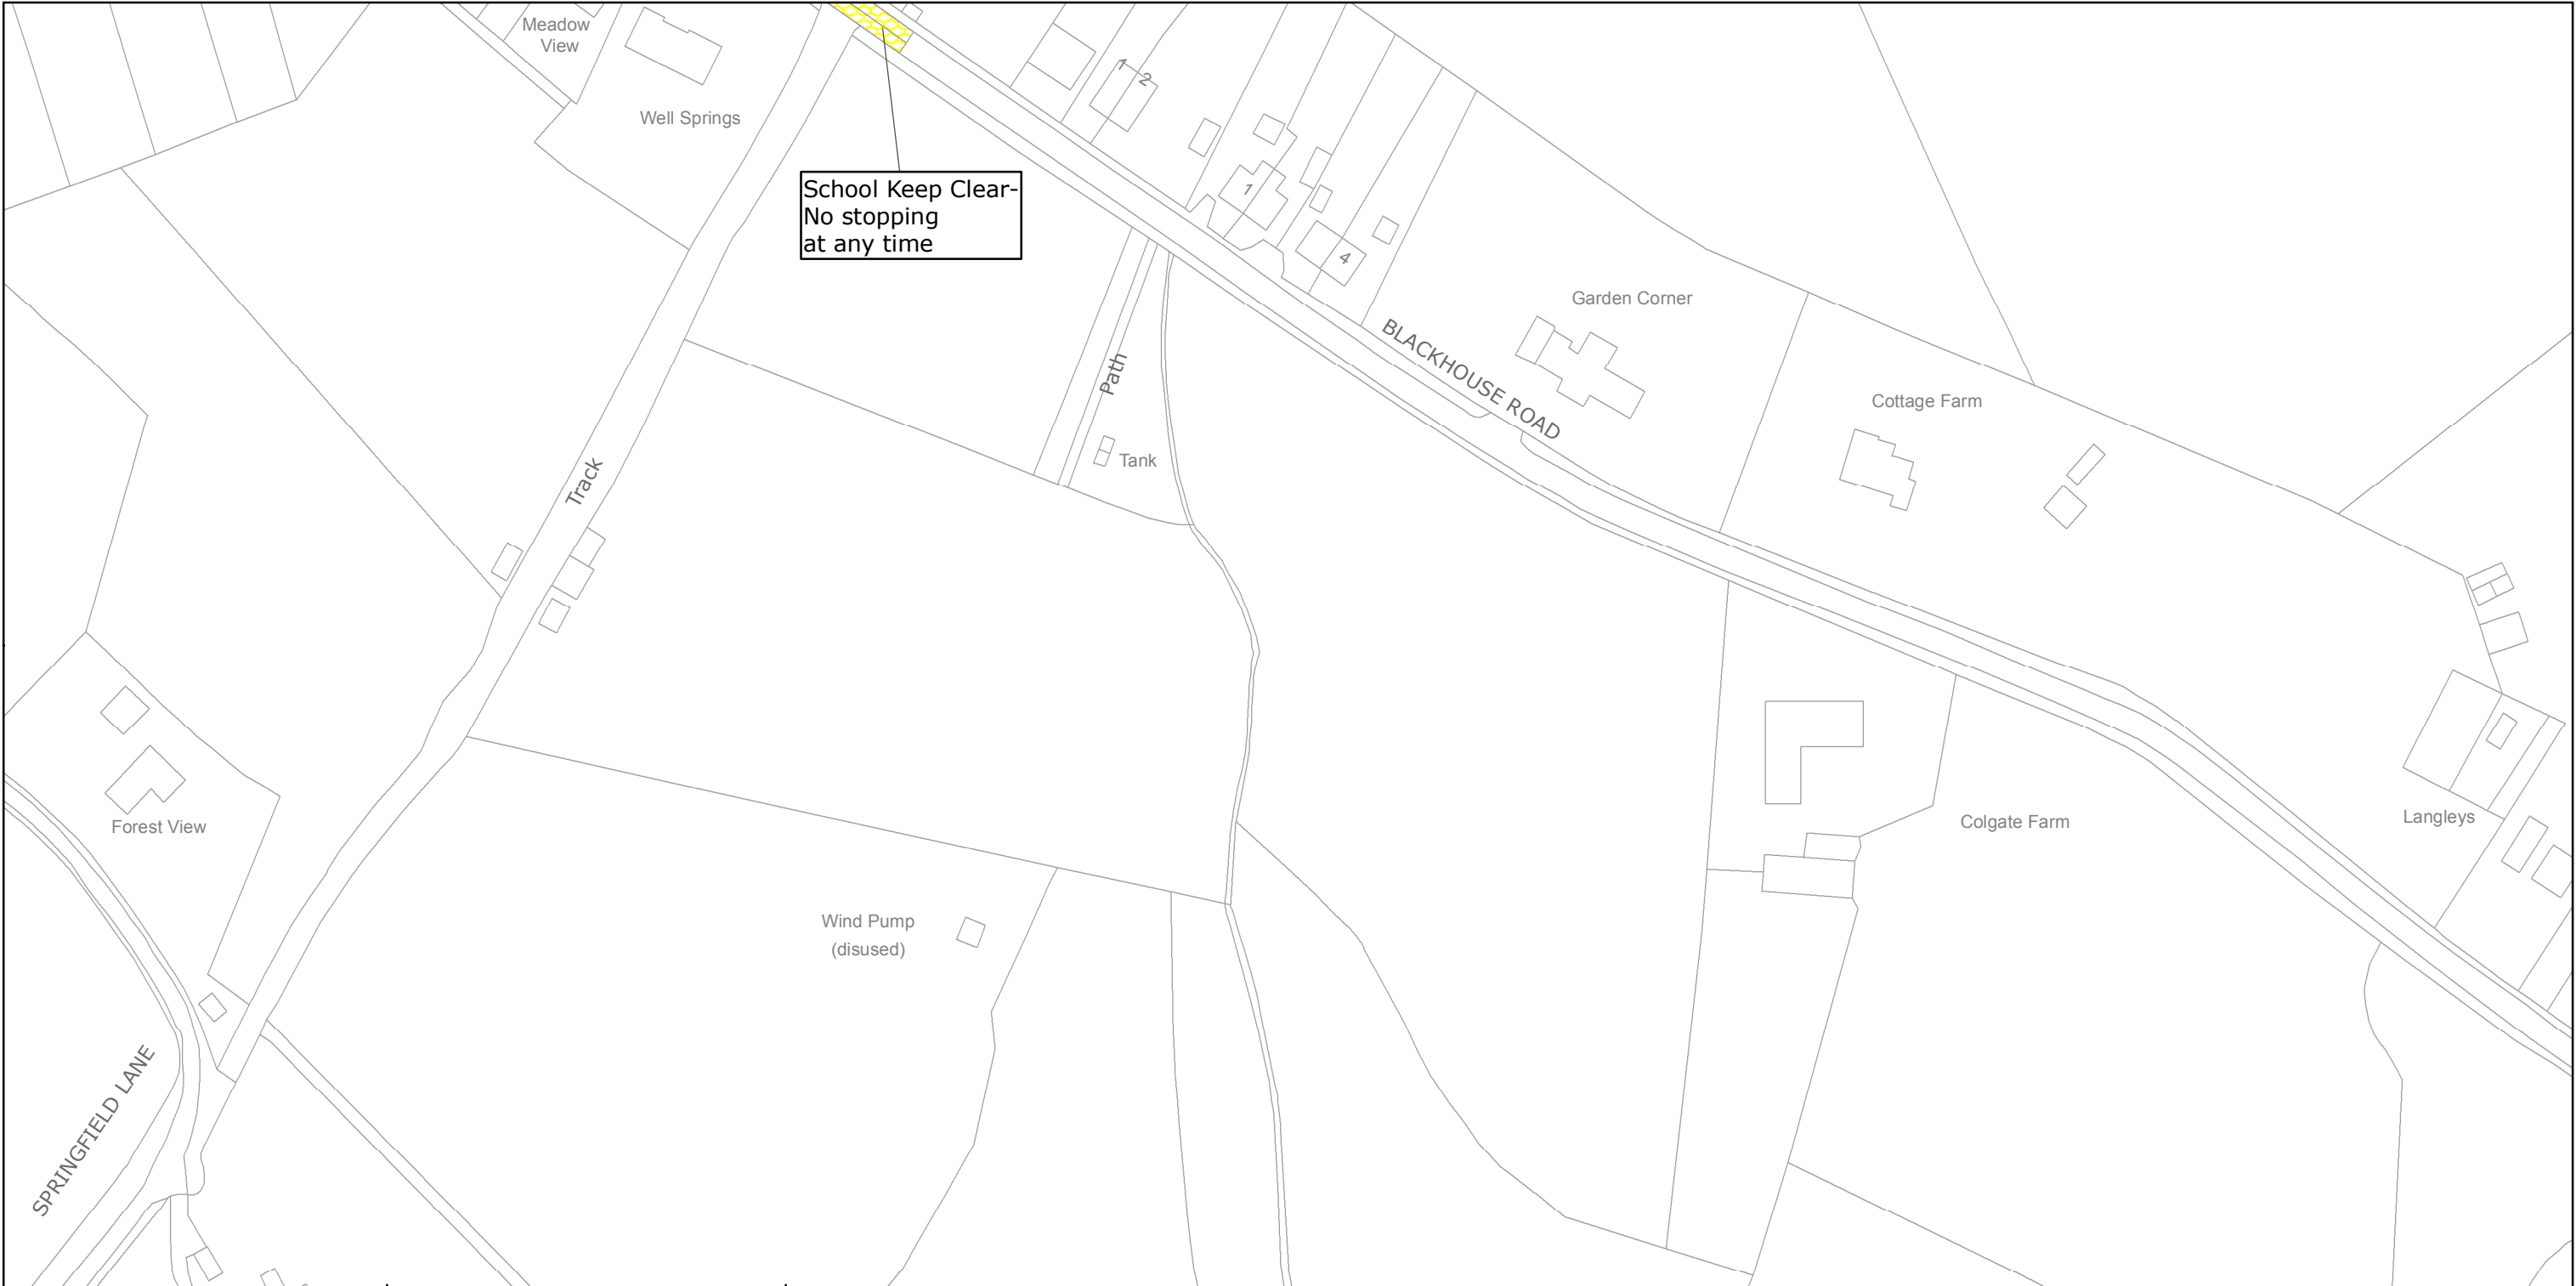 Meadow
View
Well Springs
1
2
School Keep Clear-
No stopping
at any time
1
4
Garden Corner
BLACKHOUSE ROAD
Path
Cottage Farm
Tank
Track
Forest View
Colgate Farm
Langleys
Wind Pump
(disused)
SPRINGFIELD LANE